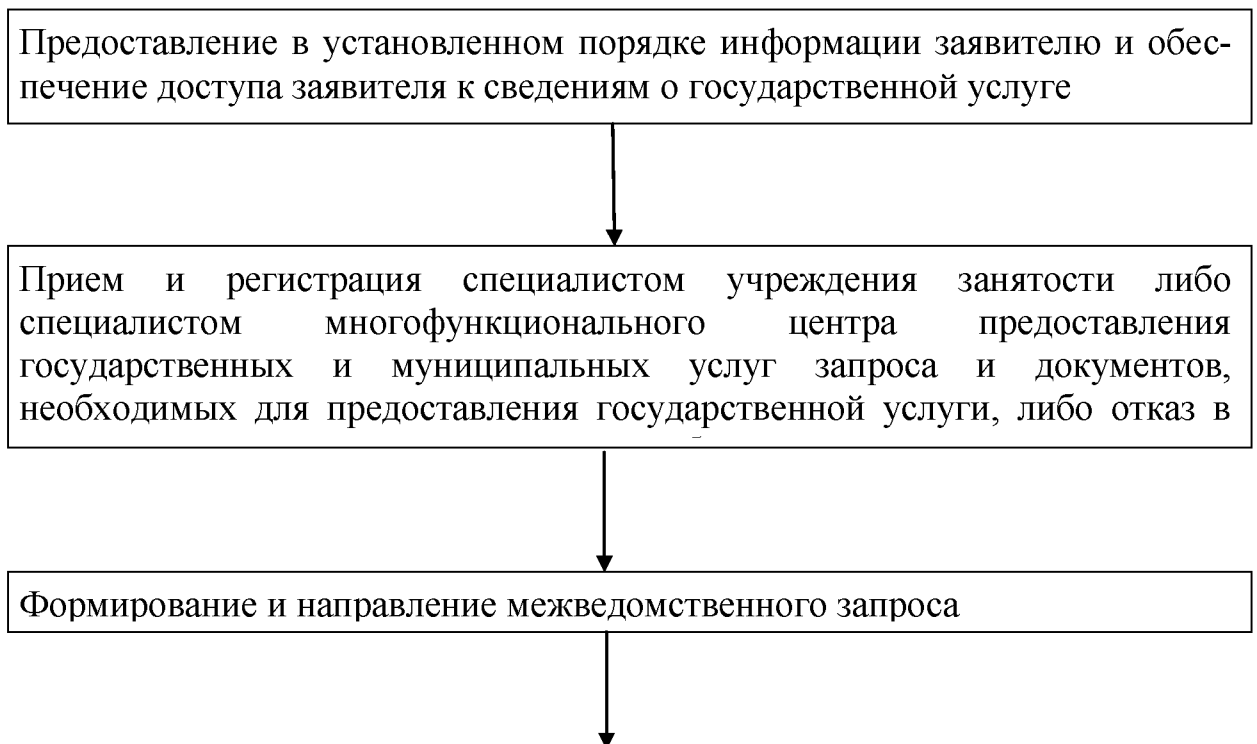 Предоставление в установленном порядке информации заявителю и обес-
печение доступа заявителя к сведениям о государственной услуге
Прием и регистрация специалистом учреждения занятости либо
специалистом многофункционального центра предоставления
государственных и муниципальных услуг запроса и документов,
необходимых для предоставления государственной услуги, либо отказ в
Формирование и направление межведомственного запроса